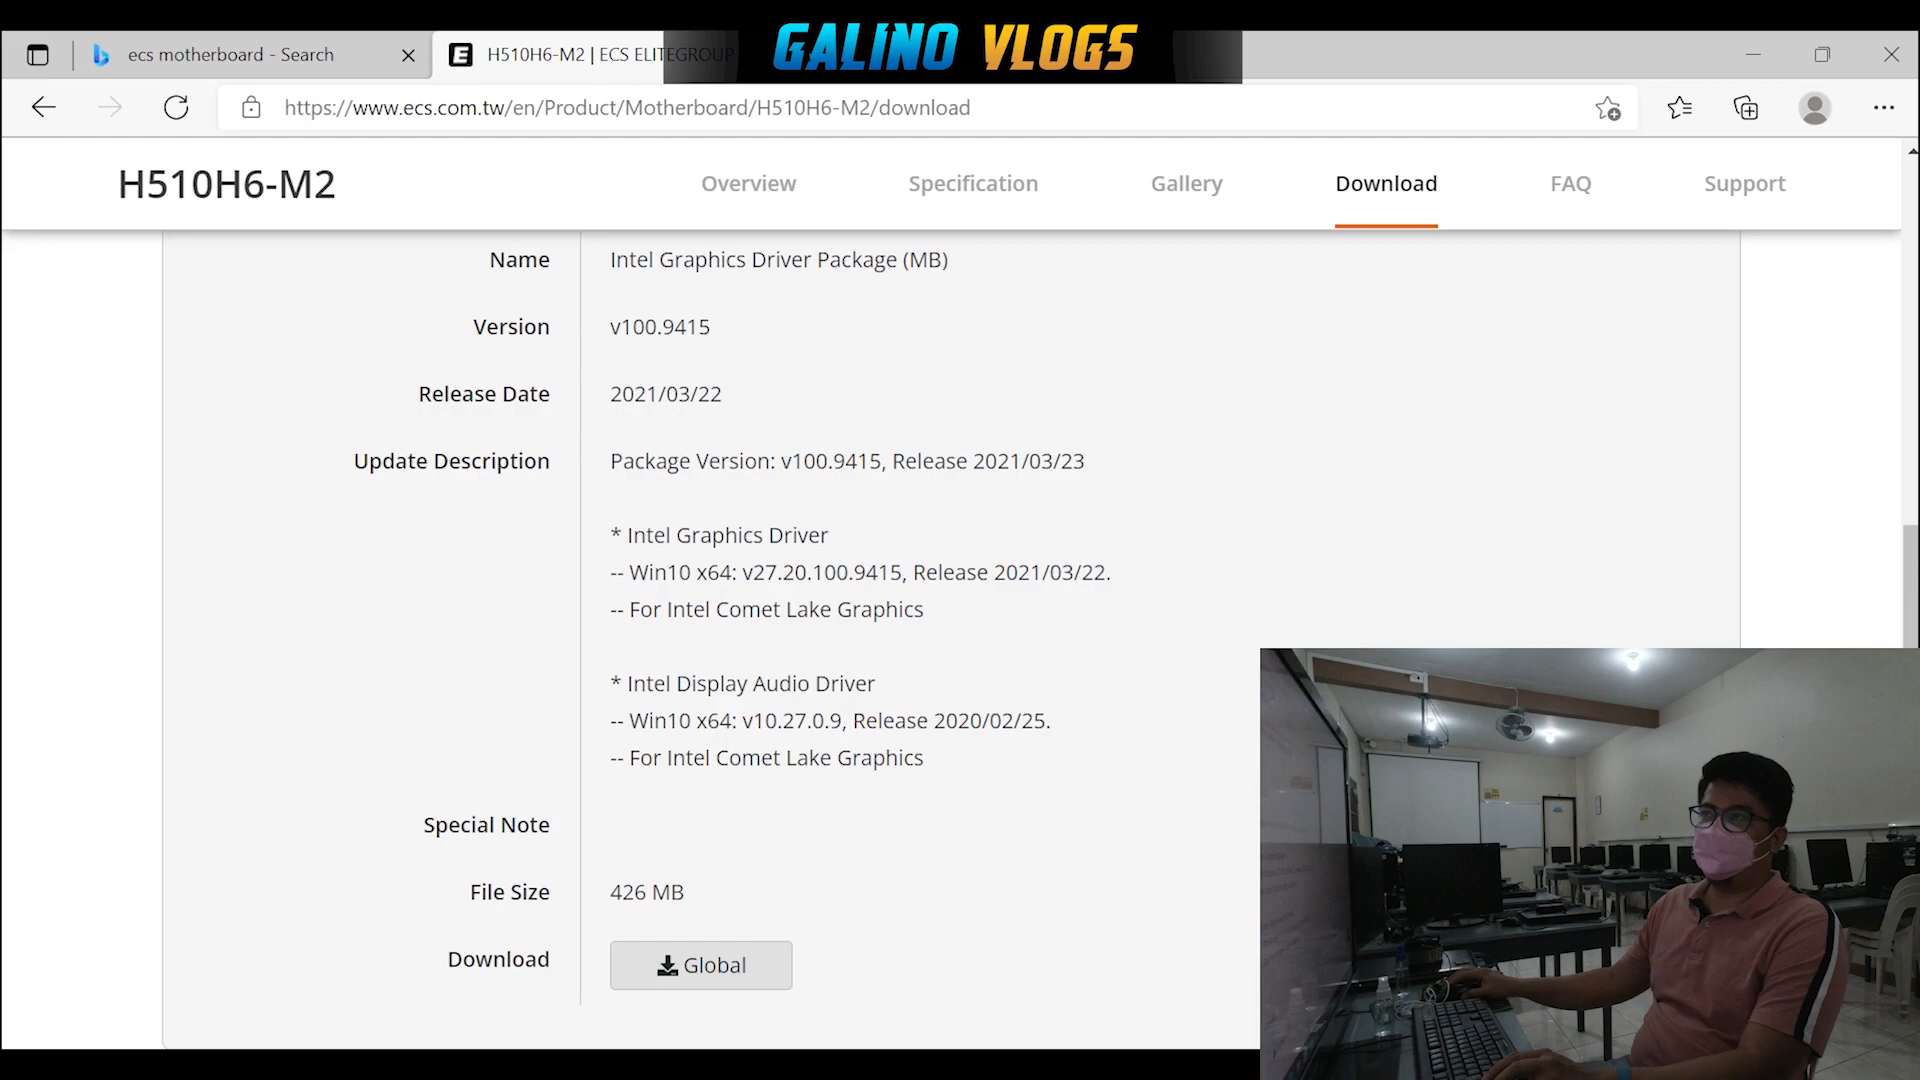 GALINO VLOGS
ecs motherboard - Search
H510H6-M2 | ECS ELITEGROUP
https://www.ecs.com.tw/en/Product/Motherboard/H510H6-M2/download
H510H6-M2
Overview
Specification
Gallery
Download
FAQ
Support
Name
Intel Graphics Driver Package (MB)
Version
v100.9415
Release Date
2021/03/22
Update Description
Package Version: v100.9415, Release 2021/03/23
* Intel Graphics Driver
-- Win10 x64: v27.20.100.9415, Release 2021/03/22.
-- For Intel Comet Lake Graphics
* Intel Display Audio Driver
-- Win10 x64: v10.27.0.9, Release 2020/02/25.
-- For Intel Comet Lake Graphics
Special Note
File Size
426 MB
Download
Global